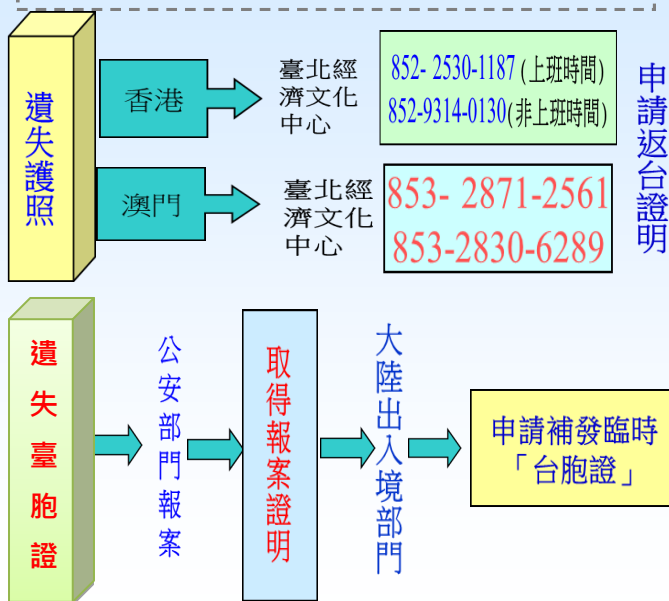 遺失護照
香港
臺北經
濟文化
中心
852- 2530-1187 (上班時間)
852-9314-0130(非上班時間)
澳門
臺北經
濟文化
中心
853- 2871-2561
853-2830-6289
申請返台證明
遺失臺胞證
公安部門報案
取得報案證明
大陸出入境部門
申請補發臨時
「台胞證」